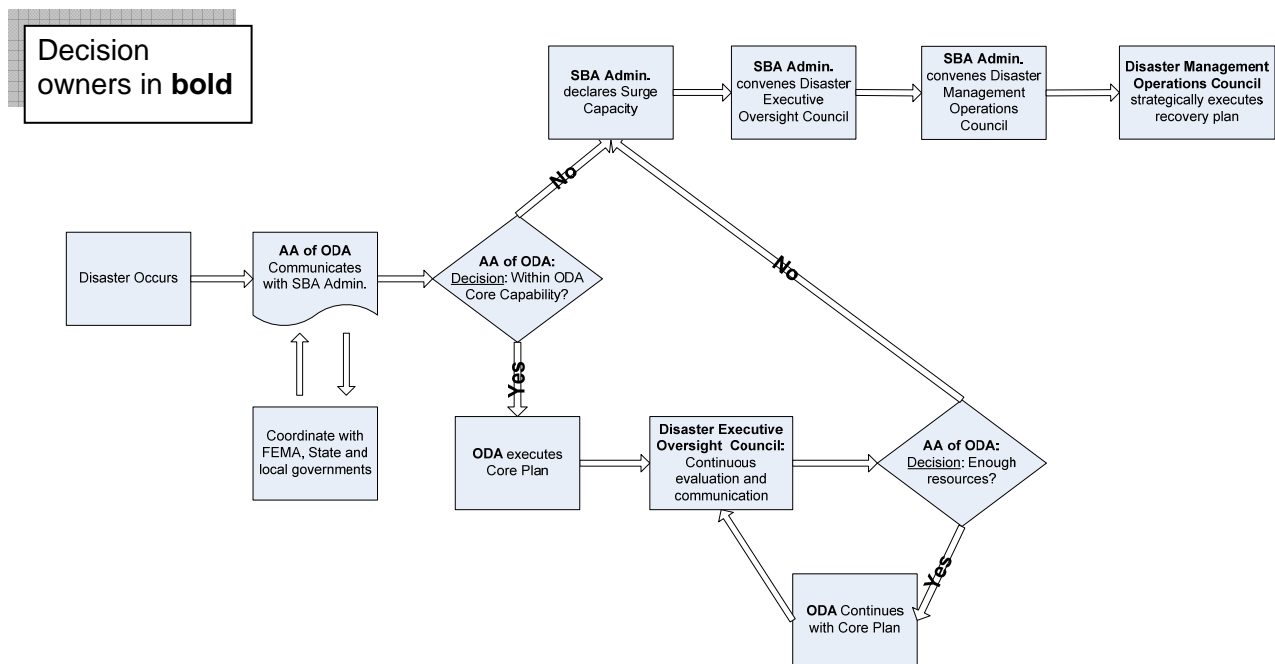 Decision
owners in bold
SBA Admin.
declares Surge
Capacity
SBA Admin.
convenes Disaster
Executive
Oversight Council
SBA Admin.
convenes Disaster
Management
Operations
Council
Disaster Management
Operations Council
strategically executes
recovery plan
No
Disaster Occurs
AA of ODA
Communicates
with SBA Admin.
AA of ODA:
Decision: Within ODA
Core Capability?
No
Yes
Coordinate with
FEMA, State and
local governments
ODA executes
Core Plan
Disaster Executive
Oversight Council:
Continuous
evaluation and
communication
AA of ODA:
Decision: Enough
resources?
Yes
ODA Continues
with Core Plan